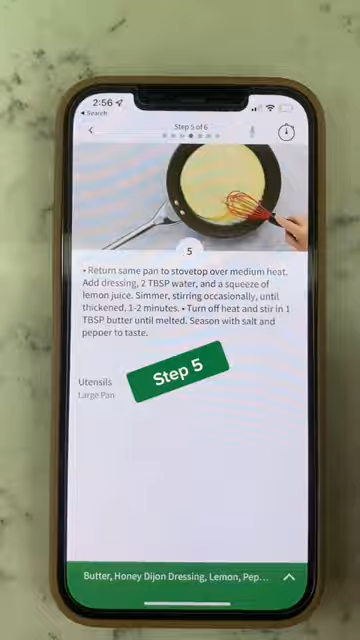 2:56
Search
Step 5 of 6
5
• Return same pan to stovetop over medium heat.
Add dressing, 2 TBSP water, and a squeeze of
lemon juice. Simmer, stirring occasionally, until
thickened, 1-2 minutes. • Turn off heat and stir in 1
TBSP butter until melted. Season with salt and
pepper to taste.
Step 5
Utensils
Large Pan
Butter, Honey Dijon Dressing, Lemon, Pep...